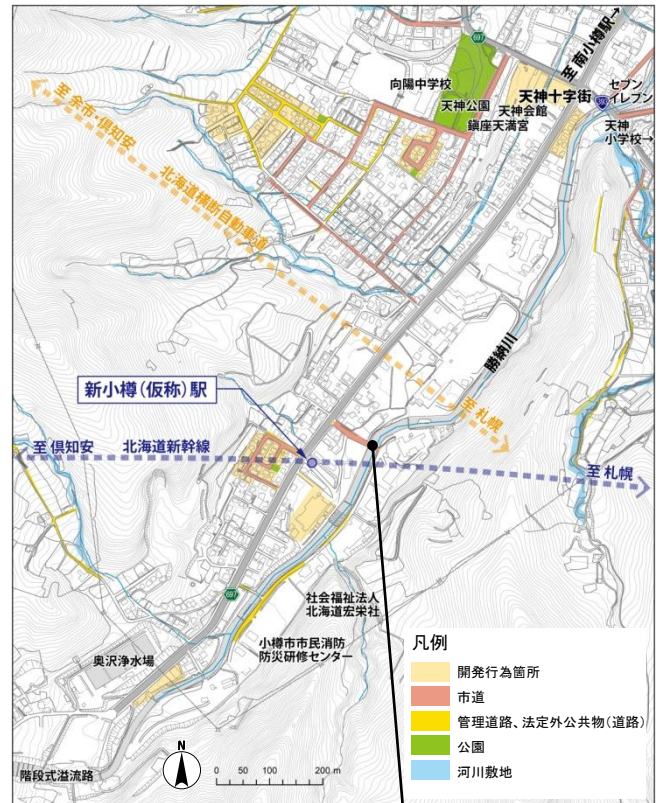 697
至南小樽駅→
向陽中学校
天神十字街
セブン
イレブン
天神公園
天神会館
鎮座天満宮
天神
小学校→
至 余市・倶知安
北海道横断自動車道
勝納川
新小樽（仮称）駅
至 札幌
至 倶知安
北海道新幹線
至 札幌
697
社会福祉法人
北海道宏栄社
小樽市市民消防
防災研修センター
奥沢浄水場
階段式溢流路
N
0 50 100 200 m
凡例
開発行為箇所
市道
管理道路、法定外公共物（道路）
公園
河川敷地